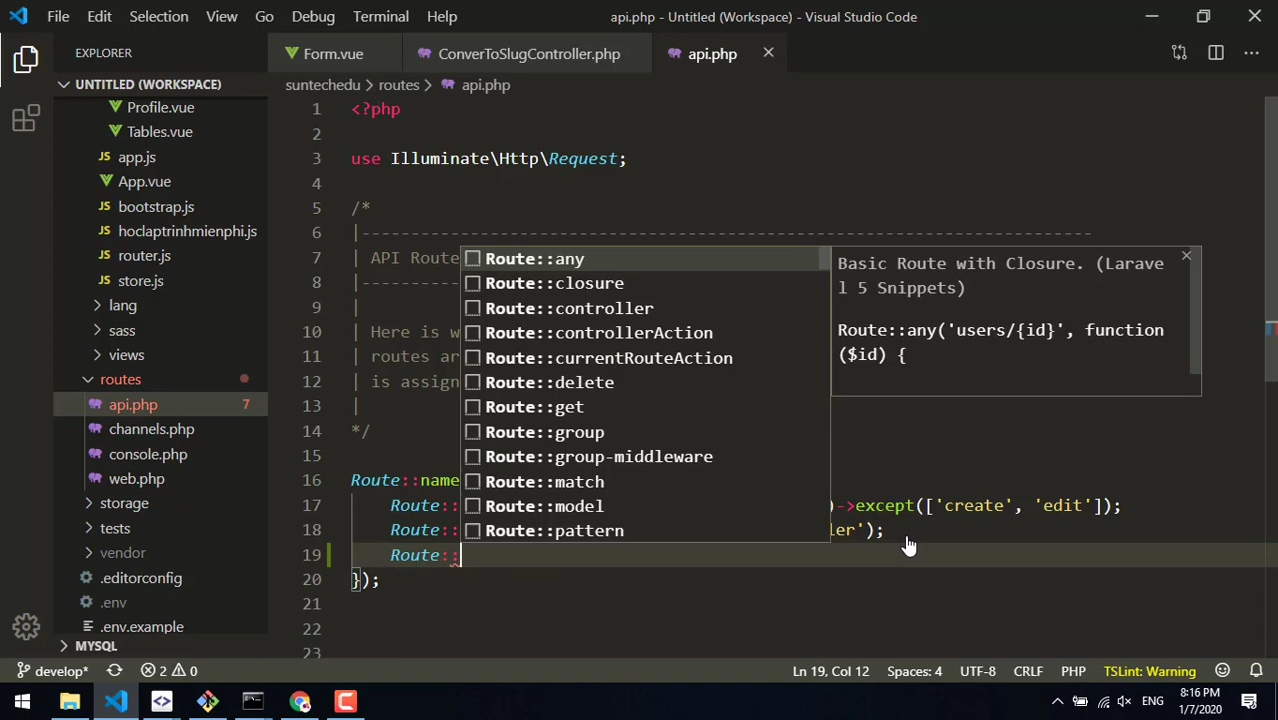 File Edit Selection View Go Debug Terminal Help api.php - Untitled (Workspace) - Visual Studio Code
EXPLORER
Form.vue ConverToSlugController.php api.php
UNTITLED (WORKSPACE)
suntechedu routes api.php
Profile.vue
Tables.vue
app.js
App.vue
bootstrap.js
hoclaptrinhmienphi.js
router.js
store.js
lang
sass
views
routes
api.php 7
channels.php
console.php
web.php
storage
tests
vendor
.editorconfig
.env
.env.example
MYSQL
1 <?php
2
3 use Illuminate\Http\Request;
4
5 /*
6 |--------------------------------------------------------------------------
7 | API Route
8 |----------
9 |
10 | Here is w
11 | routes ar
12 | is assign
13 |
14 */
15
16 Route::name
17 Route:: )->except(['create', 'edit']);
18 Route:: ler');
19 Route::
20 });
21
22
23
Route::any
Route::closure
Route::controller
Route::controllerAction
Route::currentRouteAction
Route::delete
Route::get
Route::group
Route::group-middleware
Route::match
Route::model
Route::pattern
Basic Route with Closure. (Larave
l 5 Snippets)
Route::any('users/{id}', function
($id) {
develop* 2 0 Ln 19, Col 12 Spaces: 4 UTF-8 CRLF PHP TSLint: Warning
ENG 8:16 PM
1/7/2020